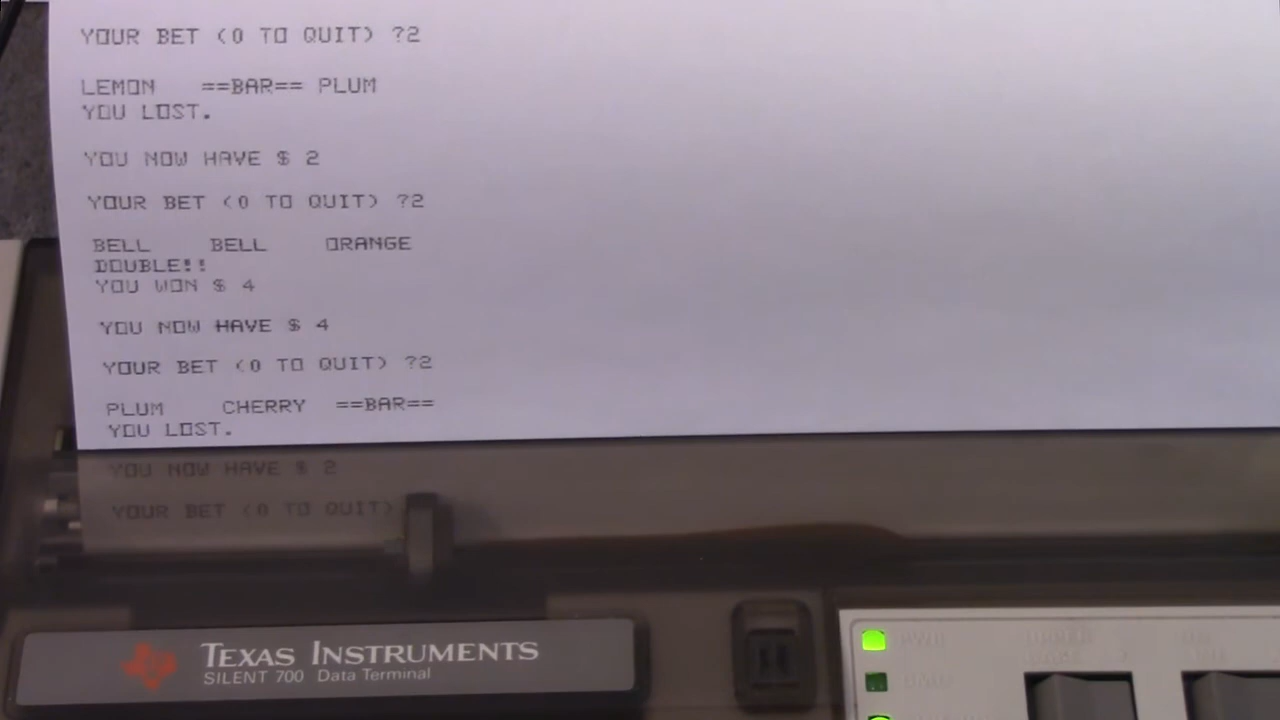 YOUR BET (0 TO QUIT) ?2
LEMON ==BAR== PLUM
YOU LOST.
YOU NOW HAVE $ 2
YOUR BET (0 TO QUIT) ?2
BELL BELL ORANGE
DOUBLE!!
YOU WON $ 4
YOU NOW HAVE $ 4
YOUR BET (0 TO QUIT) ?2
PLUM CHERRY ==BAR==
YOU LOST.
YOU NOW HAVE $ 2
YOUR BET (0 TO QUIT)
TEXAS INSTRUMENTS
SILENT 700 Data Terminal
PWR